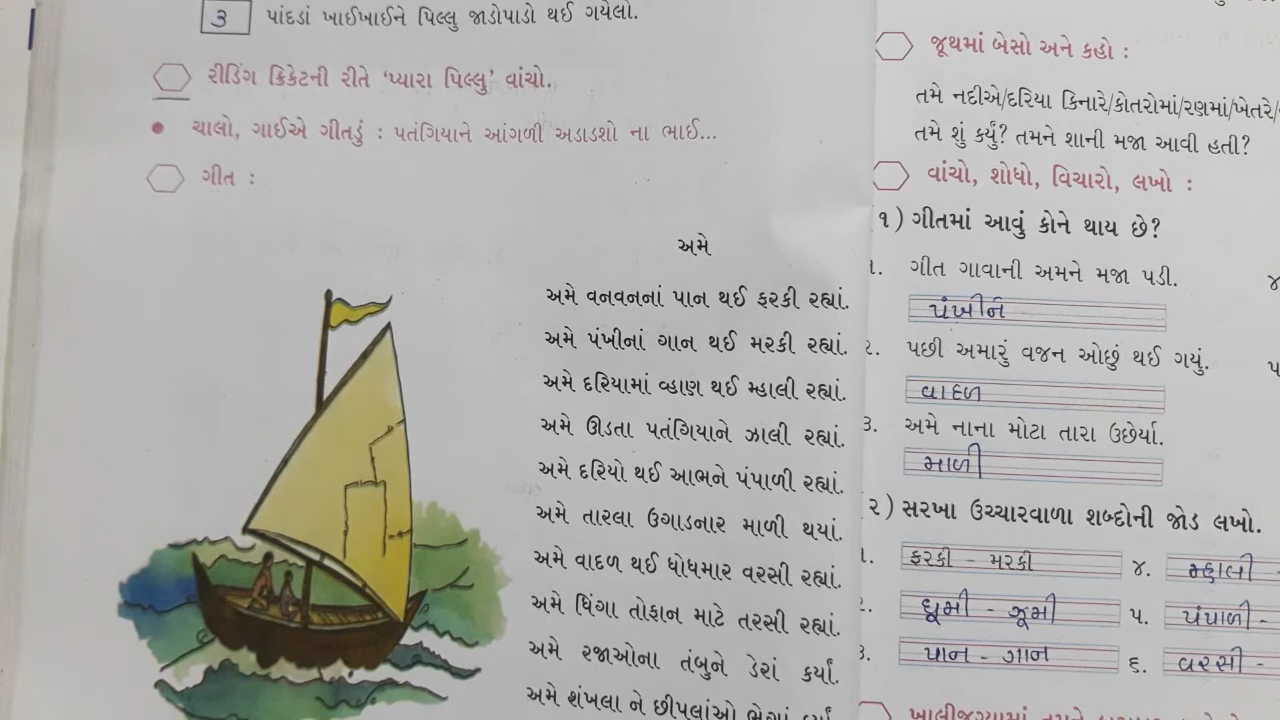 ૩ પાંદડાં ખાઈખાઈને પિલ્લુ જાડોપાડો થઈ ગયેલો.
રીડિંગ ક્રિકેટની રીતે ‘પ્યારા પિલ્લુ’ વાંચો.
• ચાલો, ગાઈએ ગીતડું : પતંગિયાને આંગળી અડાડશો ના ભાઈ...
ગીત :
અમે
અમે વનવનનાં પાન થઈ ફરકી રહ્યાં.
અમે પંખીનાં ગાન થઈ મરકી રહ્યાં.
અમે દરિયામાં વ્હાણ થઈ મ્હાલી રહ્યાં.
અમે ઊડતા પતંગિયાને ઝાલી રહ્યાં.
અમે દરિયો થઈ આભને પંપાળી રહ્યાં.
અમે તારલા ઉગાડનાર માળી થયાં.
અમે વાદળ થઈ ધોધમાર વરસી રહ્યાં.
અમે ધિંગા તોફાન માટે તરસી રહ્યાં.
અમે રજાઓના તંબુને ડેરાં કર્યાં.
અમે શંખલા ને છીપલાંઓ ભેગાં કર્યાં
જૂથમાં બેસો અને કહો :
તમે નદીએ/દરિયા કિનારે/કોતરોમાં/રણમાં/ખેતરે/
તમે શું કર્યું? તમને શાની મજા આવી હતી?
વાંચો, શોધો, વિચારો, લખો :
૧) ગીતમાં આવું કોને થાય છે?
૧. ગીત ગાવાની અમને મજા પડી.
પંખીને
૨. પછી અમારું વજન ઓછું થઈ ગયું.
વાદળ
૩. અમે નાના મોટા તારા ઉછેર્યા.
માળી
૨) સરખા ઉચ્ચારવાળા શબ્દોની જોડ લખો.
૧. ફરકી - મરકી ૪. મ્હાલી -
૨. ઘૂમી - ઝૂમી ૫. પંપાળી -
૩. પાન - ગાન ૬. વરસી -